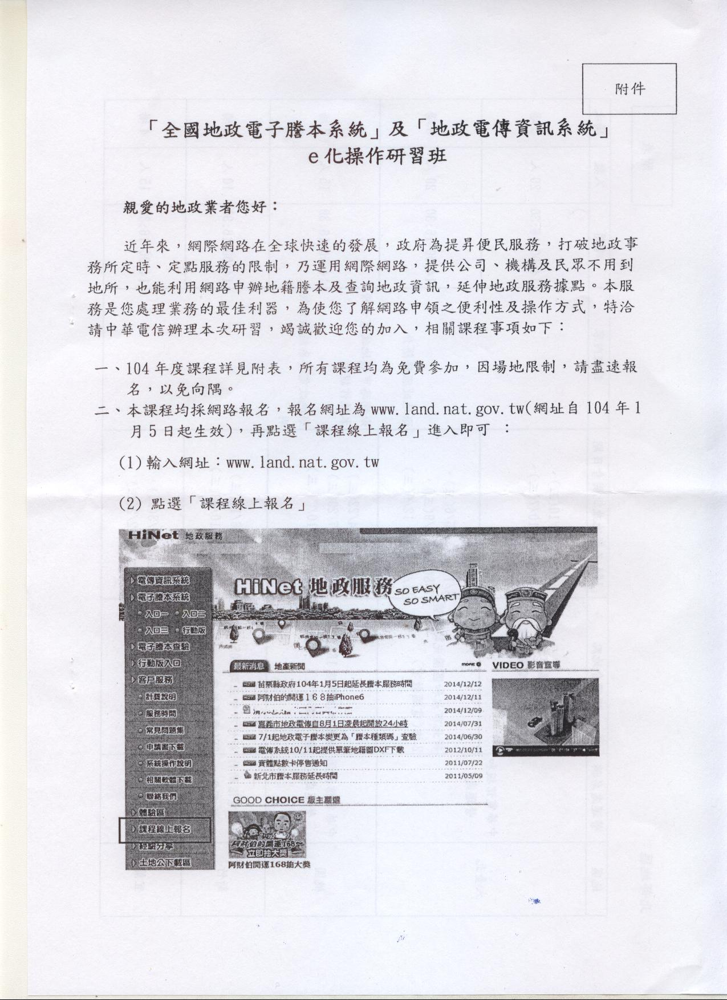 附件
「全國地政電子謄本系統」及「地政電傳資訊系統」
e化操作研習班
親愛的地政業者您好：
近年來，網際網路在全球快速的發展，政府為提昇便民服務，打破地政事
務所定時、定點服務的限制，乃運用網際網路，提供公司、機構及民眾不用到
地所，也能利用網路申辦地籍謄本及查詢地政資訊，延伸地政服務據點。本服
務是您處理業務的最佳利器，為使您了解網路申領之便利性及操作方式，特洽
請中華電信辦理本次研習，竭誠歡迎您的加入，相關課程事項如下：
一、104 年度課程詳見附表，所有課程均為免費參加，因場地限制，請盡速報
名，以免向隅。
二、本課程均採網路報名，報名網址為 www.land.nat.gov.tw(網址自 104 年 1
月 5 日起生效)，再點選「課程線上報名」進入即可 ：
(1)輸入網址：www.land.nat.gov.tw
(2) 點選「課程線上報名」
HiNet 地政服務
電傳資訊系統
電子謄本系統
入口一 入口二
入口三 行動版
電子謄本查驗
行動版入口
客戶服務
計費說明
服務時間
常見問題集
申請書下載
系統操作說明
相關軟體下載
聯絡我們
體驗區
課程線上報名
經驗分享
土地公下載區
HiNet 地政服務
SO EASY
SO SMART
最新消息 地產新聞 MORE
苗栗縣政府104年1月5日起延長謄本服務時間 2014/12/12
阿財伯的開運１６８抽iPhone6 2014/12/11
2014/12/09
嘉義市地政電傳自8月1日凌晨起開放24小時 2014/07/31
7/1起地政電子謄本變更為「謄本種類碼」查驗 2014/06/30
電傳系統10/11起提供單筆地籍圖DXF下載 2012/10/11
實體點數卡停售通知 2011/07/22
新北市謄本服務延長時間 2011/05/09
VIDEO 影音宣導
GOOD CHOICE 版主嚴選
阿財伯的開運168
立即抽大獎
阿財伯開運168抽大獎